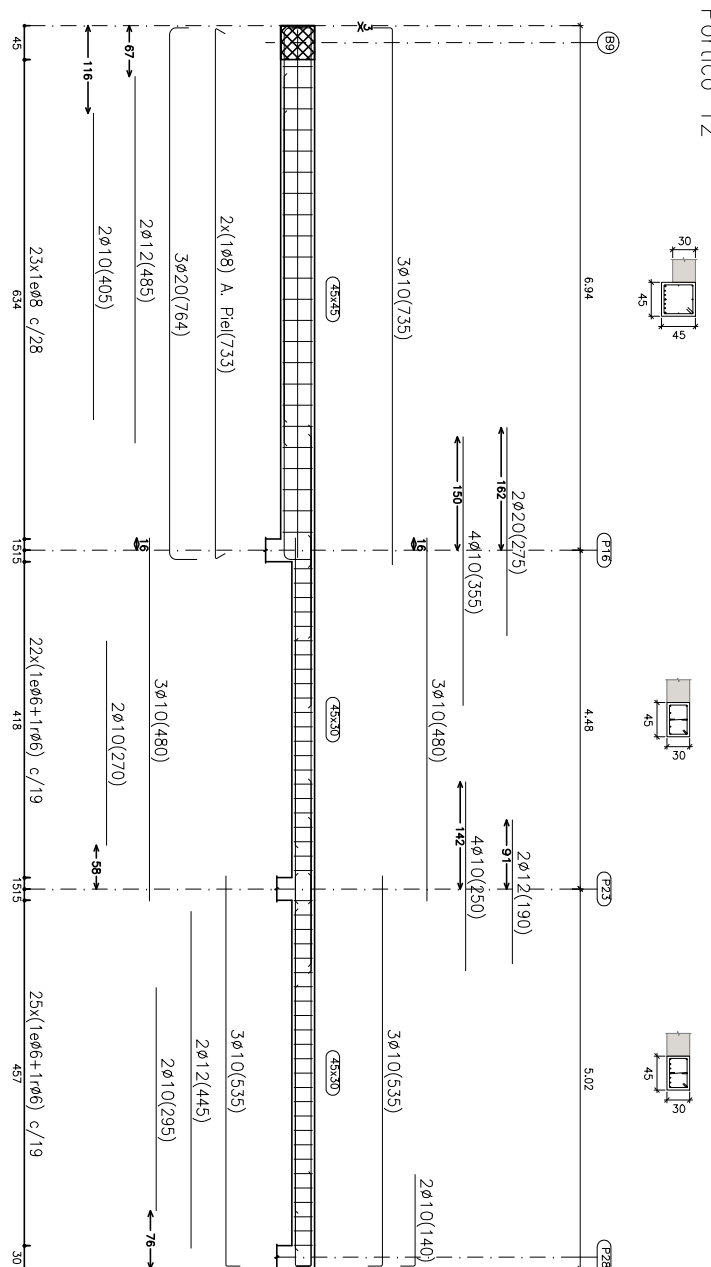 Pórtico 12
30
45
45
45
30
45
30
B9
P16
P23
P28
6.94
4.48
5.02
2ø20(275)
162
2ø12(190)
91
4ø10(355)
150
4ø10(250)
142
3ø10(735)
3ø10(480)
16
3ø10(535)
2ø10(140)
45x45
45x30
45x30
2x(1ø8) A. Piel(733)
3ø20(764)
2ø12(485)
67
2ø10(405)
116
3ø10(480)
16
2ø10(270)
58
3ø10(535)
2ø12(445)
2ø10(295)
76
23x1eø8 c/28
22x(1eø6+1rø6) c/19
25x(1eø6+1rø6) c/19
45
634
1515
418
1515
457
30